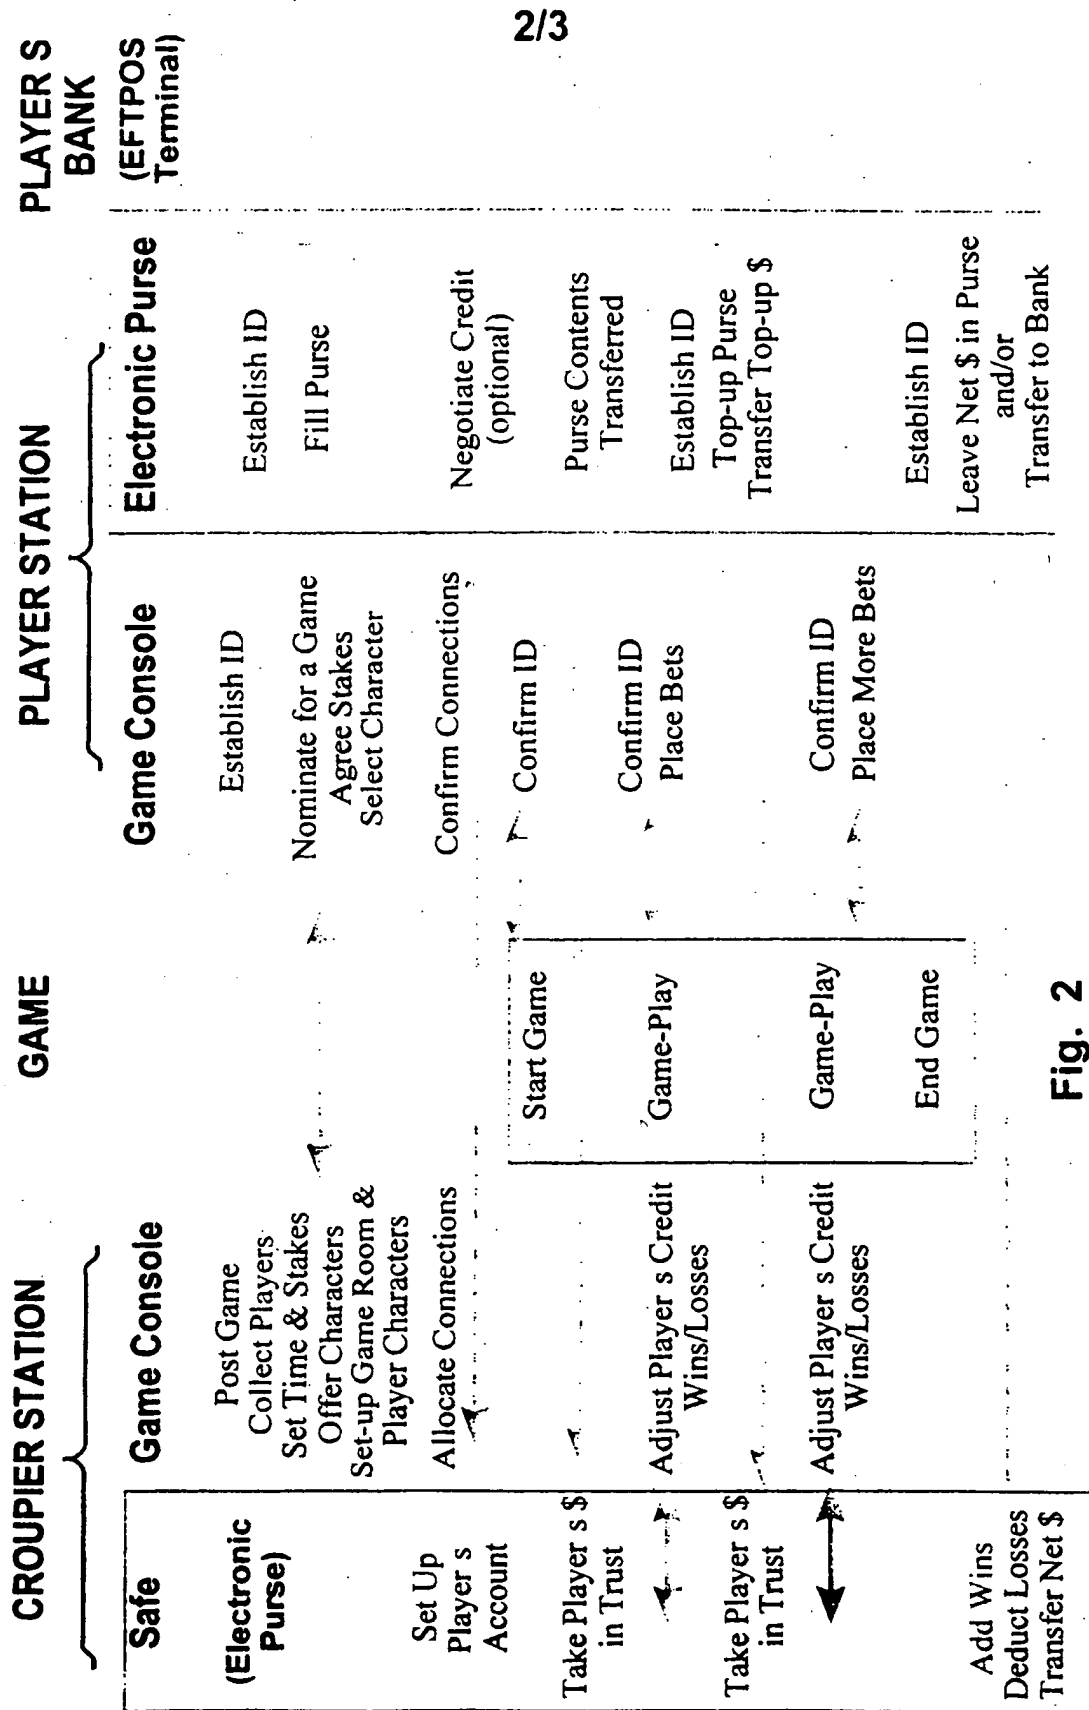 2/3
CROUPIER STATION
GAME
PLAYER STATION
PLAYER S
BANK
Safe
Game Console
Game Console
Electronic Purse
(EFTPOS
Terminal)
(Electronic
Purse)
Set Up
Player s
Account
Take Player s $
in Trust
Take Player s $
in Trust
Add Wins
Deduct Losses
Transfer Net $
Post Game
Collect Players
Set Time & Stakes
Offer Characters
Set-up Game Room &
Player Characters
Allocate Connections
Adjust Player s Credit
Wins/Losses
Adjust Player s Credit
Wins/Losses
Start Game
Game-Play
Game-Play
End Game
Establish ID
Nominate for a Game
Agree Stakes
Select Character
Confirm Connections
Confirm ID
Confirm ID
Place Bets
Confirm ID
Place More Bets
Establish ID
Fill Purse
Negotiate Credit
(optional)
Purse Contents
Transferred
Establish ID
Top-up Purse
Transfer Top-up $
Establish ID
Leave Net $ in Purse
and/or
Transfer to Bank
Fig. 2